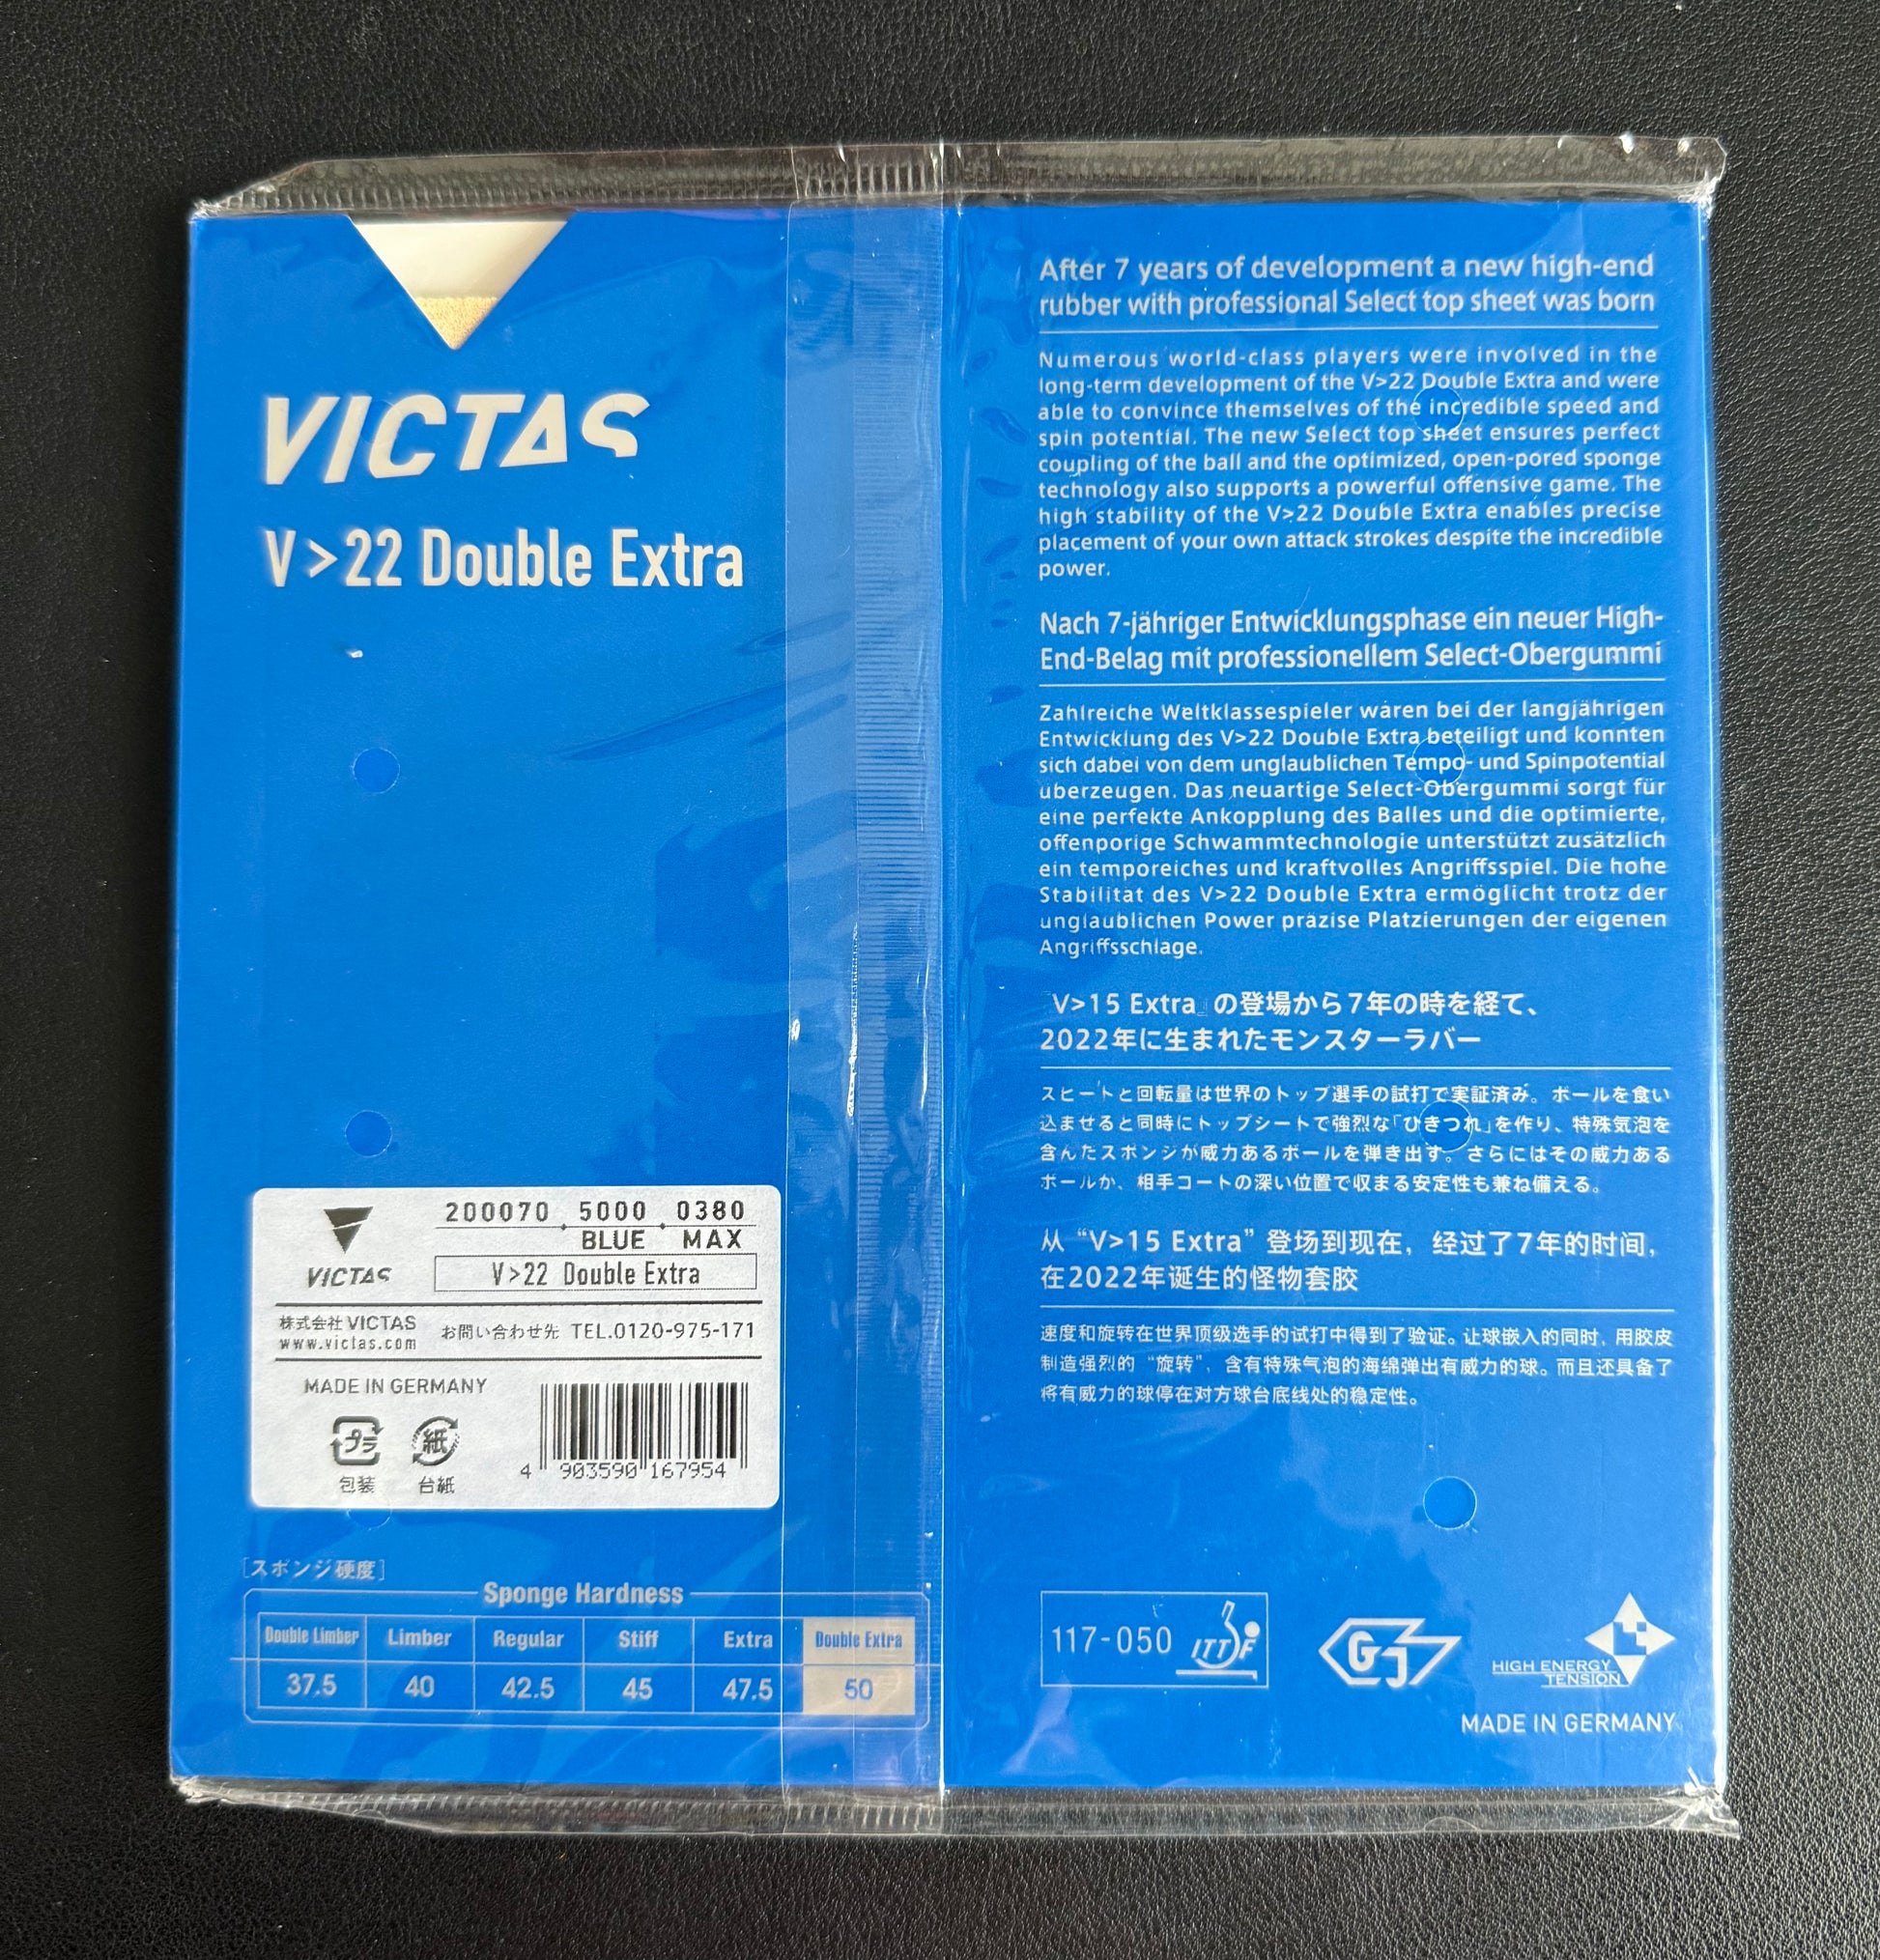 VICTAS
V>22 Double Extra
200070 5000 0380
BLUE MAX
V>22 Double Extra
VICTAS
株式会社 VICTAS
www.victas.com
お問い合わせ先 TEL.0120-975-171
MADE IN GERMANY
プラ
紙
包装
台紙
4 903590 167954
[スポンジ硬度]
Sponge Hardness
Double Limber Limber Regular Stiff Extra Double Extra
37.5 40 42.5 45 47.5 50
After 7 years of development a new high-end
rubber with professional Select top sheet was born
Numerous world-class players were involved in the
long-term development of the V>22 Double Extra and were
able to convince themselves of the incredible speed and
spin potential. The new Select top sheet ensures perfect
coupling of the ball and the optimized, open-pored sponge
technology also supports a powerful offensive game. The
high stability of the V>22 Double Extra enables precise
placement of your own attack strokes despite the incredible
power.
Nach 7-jähriger Entwicklungsphase ein neuer High-
End-Belag mit professionellem Select-Obergummi
Zahlreiche Weltklassespieler waren bei der langjährigen
Entwicklung des V>22 Double Extra beteiligt und konnten
sich dabei von dem unglaublichen Tempo- und Spinpotential
überzeugen. Das neuartige Select-Obergummi sorgt für
eine perfekte Ankopplung des Balles und die optimierte,
offenporige Schwammtechnologie unterstützt zusätzlich
ein temporeiches und kraftvolles Angriffsspiel. Die hohe
Stabilität des V>22 Double Extra ermöglicht trotz der
unglaublichen Power präzise Platzierungen der eigenen
Angriffsschläge.
『V>15 Extra』の登場から7年の時を経て、
2022年に生まれたモンスターラバー
スピードと回転量は世界のトップ選手の試打で実証済み。ボールを食い
込ませると同時にトップシートで強烈な「ひきつれ」を作り、特殊気泡を
含んだスポンジが威力あるボールを弾き出す。さらにはその威力ある
ボールが、相手コートの深い位置で収まる安定性も兼ね備える。
从“V>15 Extra”登场到现在，经过了7年的时间，
在2022年诞生的怪物套胶
速度和旋转在世界顶级选手的试打中得到了验证。让球嵌入的同时，用胶皮
制造强烈的“旋转”，含有特殊气泡的海绵弹出有威力的球。而且还具备了
将有威力的球停在对方球台底线处的稳定性。
117-050 ITTF
HIGH ENERGY
TENSION
MADE IN GERMANY